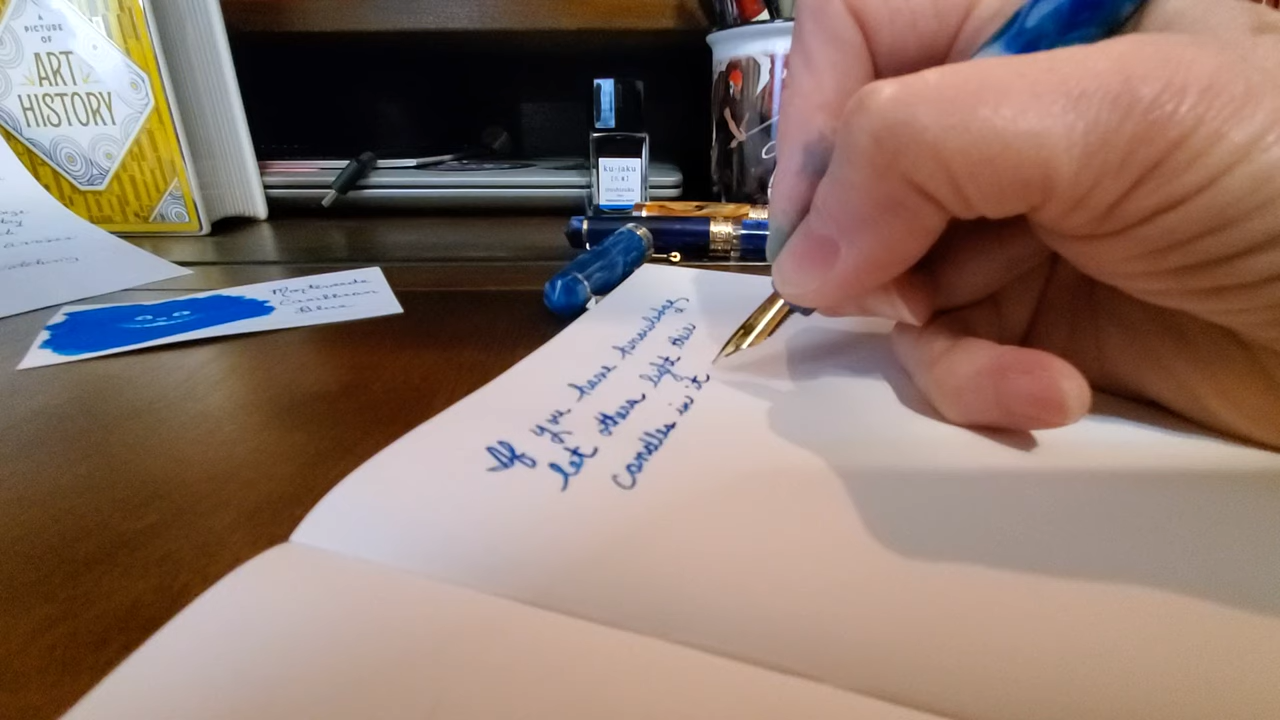 A
PICTURE
OF
ART
HISTORY
ku-jaku
Monteverde
Caribbean
Blue
If you have knowledge
let others light their
candles in it